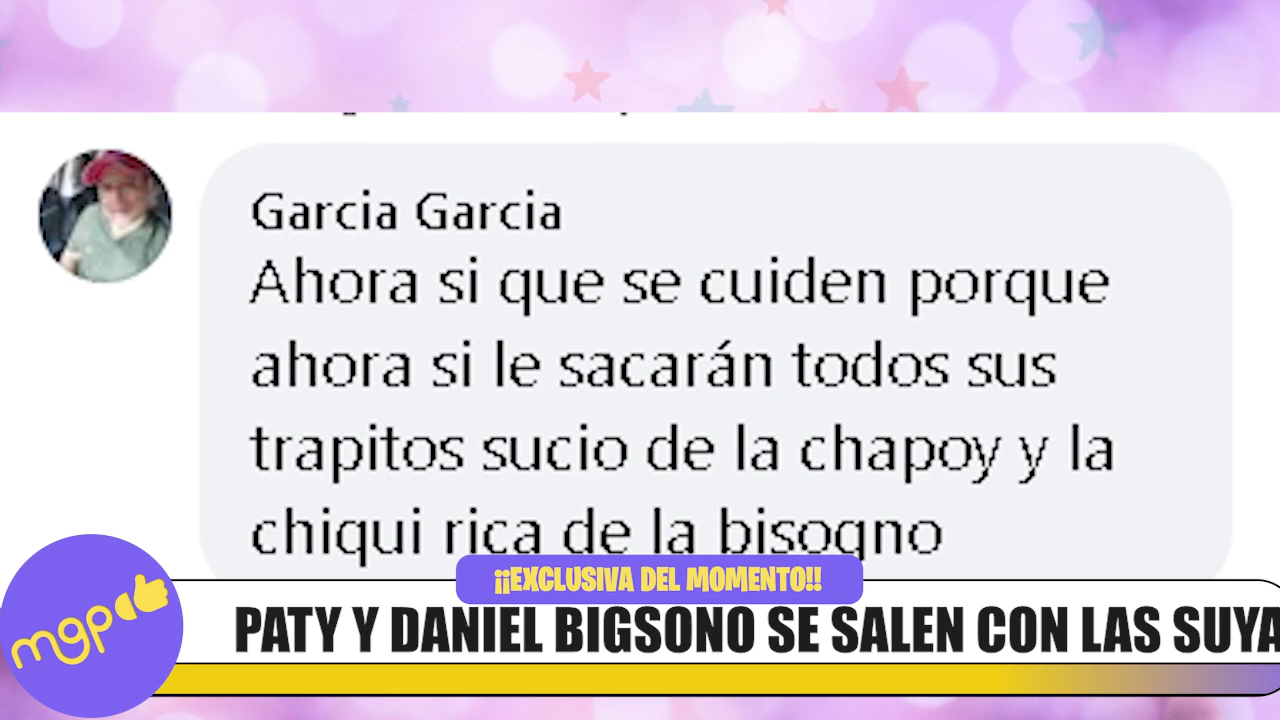 Garcia Garcia
Ahora si que se cuiden porque
ahora si le sacarán todos sus
trapitos sucio de la chapoy y la
chiqui rica de la bisogno
¡¡EXCLUSIVA DEL MOMENTO!!
PATY Y DANIEL BIGSONO SE SALEN CON LAS SUYA
mgp